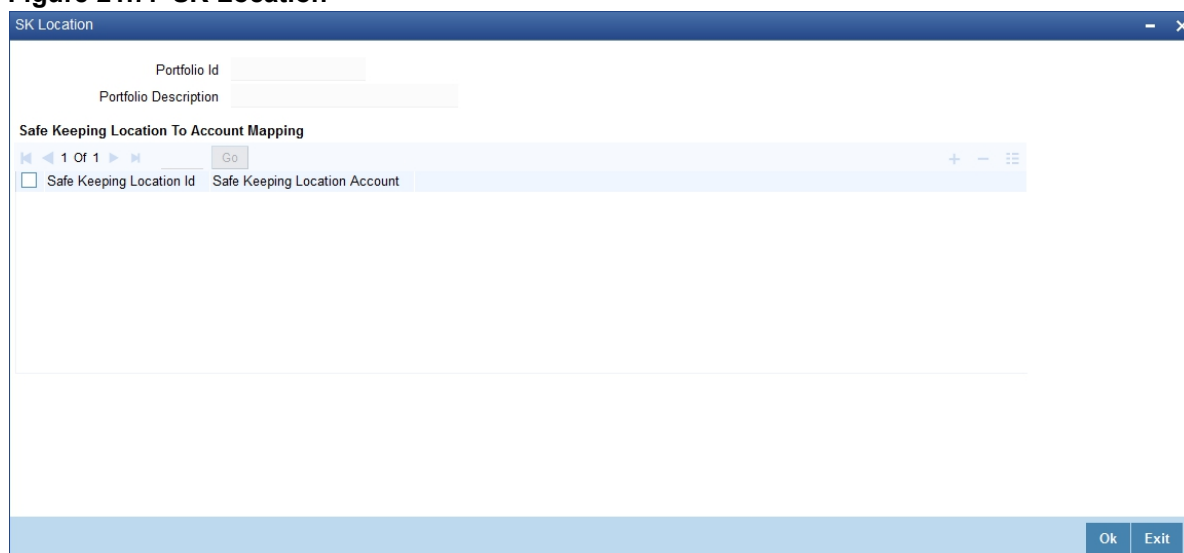 SK Location
Portfolio Id
Portfolio Description
Safe Keeping Location To Account Mapping
1 Of 1 Go
Safe Keeping Location Id Safe Keeping Location Account
Ok Exit